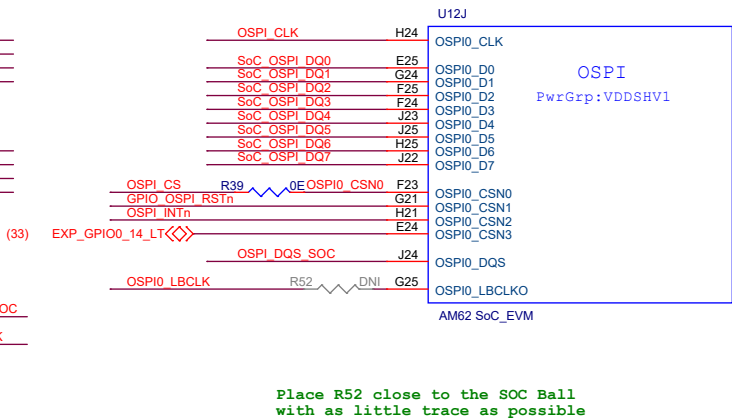 U12J
OSPI_CLK H24 OSPI0_CLK
SoC_OSPI_DQ0 E25 OSPI0_D0
SoC_OSPI_DQ1 G24 OSPI0_D1
SoC_OSPI_DQ2 F25 OSPI0_D2
SoC_OSPI_DQ3 F24 OSPI0_D3
SoC_OSPI_DQ4 J23 OSPI0_D4
SoC_OSPI_DQ5 J25 OSPI0_D5
SoC_OSPI_DQ6 H25 OSPI0_D6
SoC_OSPI_DQ7 J22 OSPI0_D7
OSPI
PwrGrp:VDDSHV1
OSPI_CS R39 0E OSPI0_CSN0 F23 OSPI0_CSN0
GPIO_OSPI_RSTn G21 OSPI0_CSN1
OSPI_INTn H21 OSPI0_CSN2
(33) EXP_GPIO0_14_LT E24 OSPI0_CSN3
OSPI_DQS_SOC J24 OSPI0_DQS
OSPI0_LBCLK R52 DNI G25 OSPI0_LBCLKO
OC
AM62 SoC_EVM
Place R52 close to the SOC Ball
with as little trace as possible